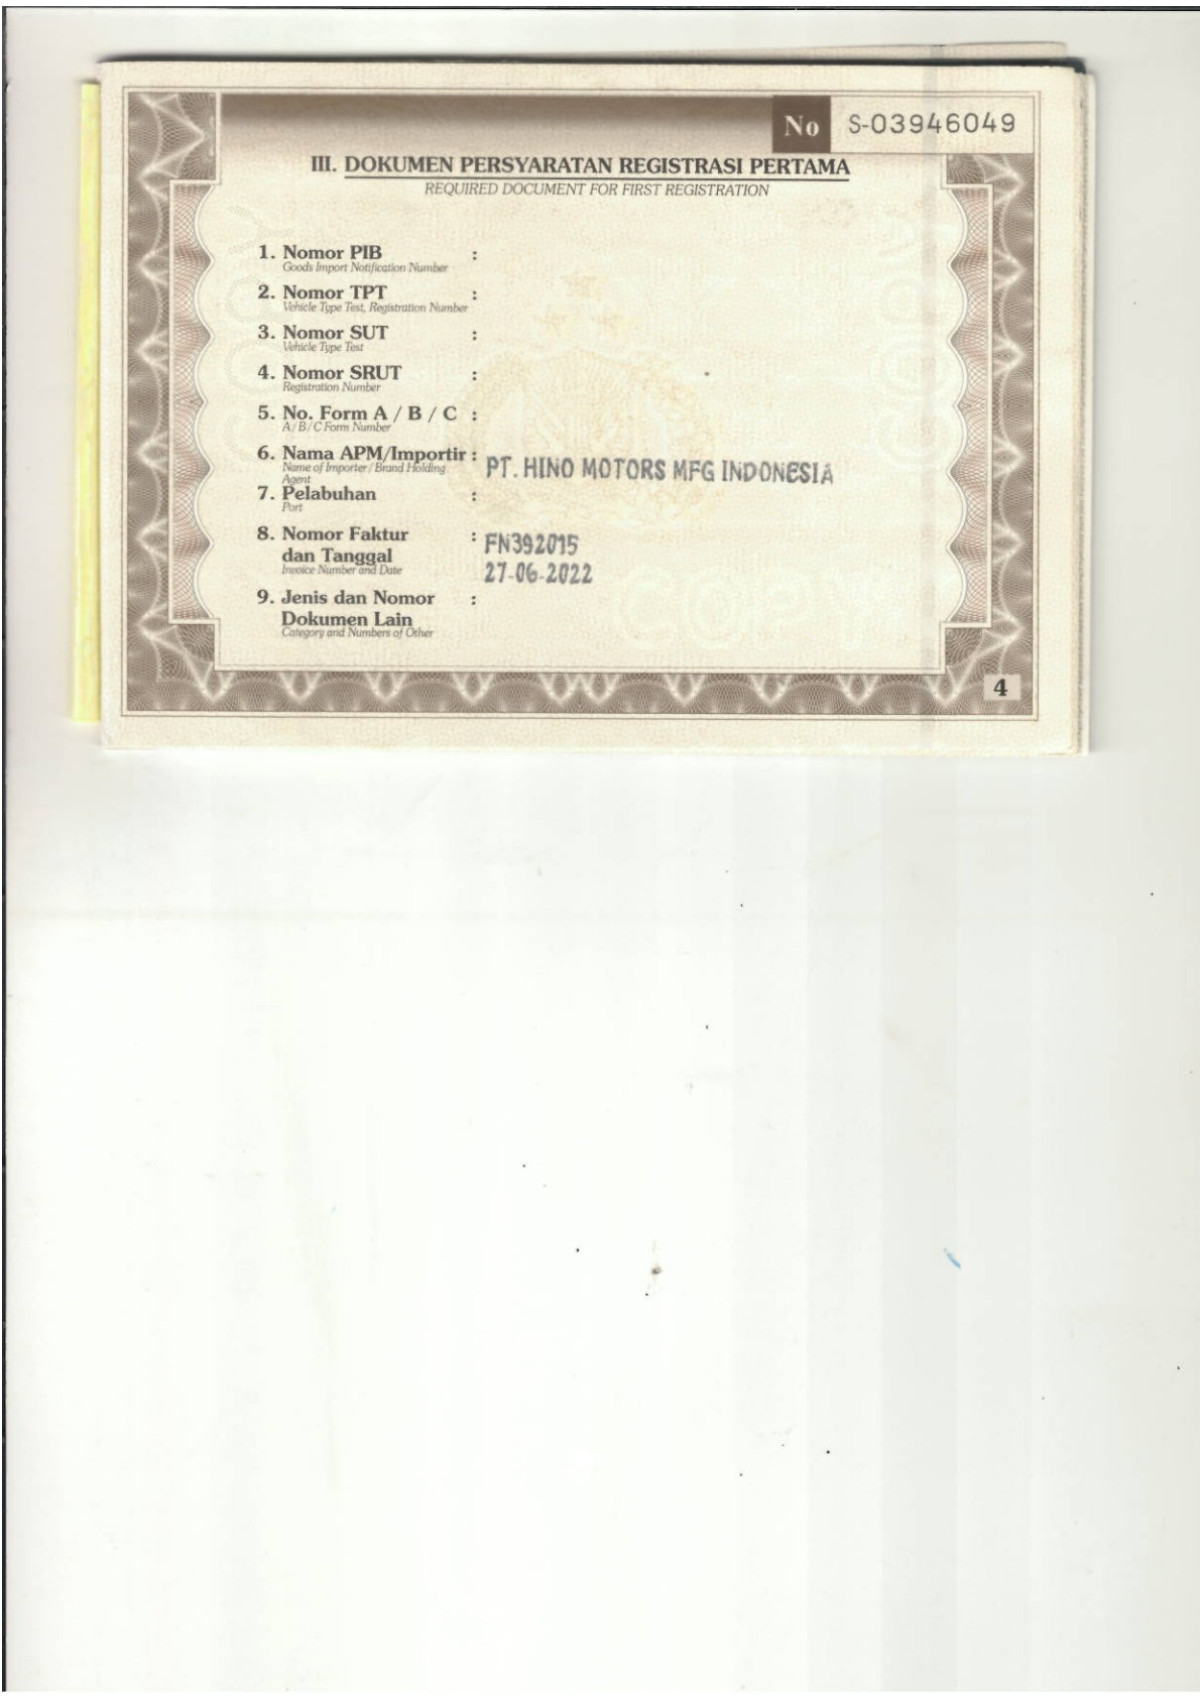 No S-03946049
III. DOKUMEN PERSYARATAN REGISTRASI PERTAMA
REQUIRED DOCUMENT FOR FIRST REGISTRATION
1. Nomor PIB :
Goods Import Notification Number
2. Nomor TPT :
Vehicle Type Test, Registration Number
3. Nomor SUT :
Vehicle Type Test
4. Nomor SRUT :
Registration Number
5. No. Form A / B / C :
A / B / C Form Number
6. Nama APM/Importir : PT. HINO MOTORS MFG INDONESIA
Name of Importer / Brand Holding
Agent
7. Pelabuhan :
Port
8. Nomor Faktur : FN392015
dan Tanggal 27-06-2022
Invoice Number and Date
9. Jenis dan Nomor :
Dokumen Lain
Category and Numbers of Other
4